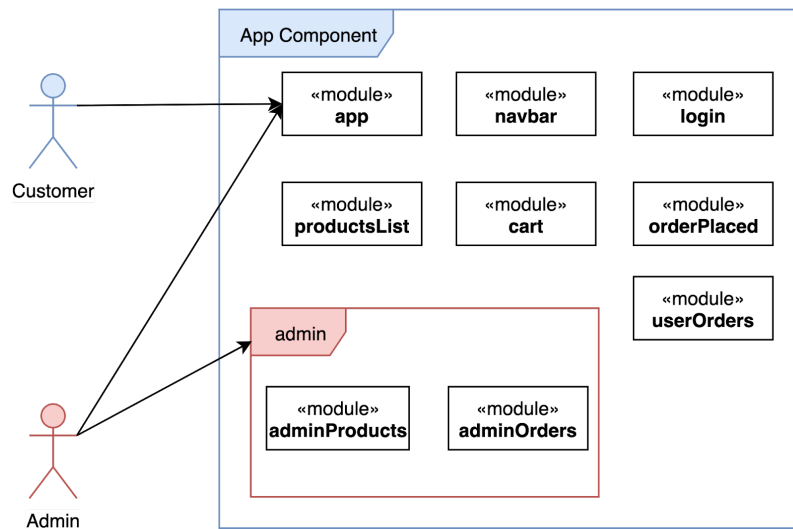 App Component
«module»
app
«module»
navbar
«module»
login
Customer
«module»
productsList
«module»
cart
«module»
orderPlaced
«module»
userOrders
admin
«module»
adminProducts
«module»
adminOrders
Admin